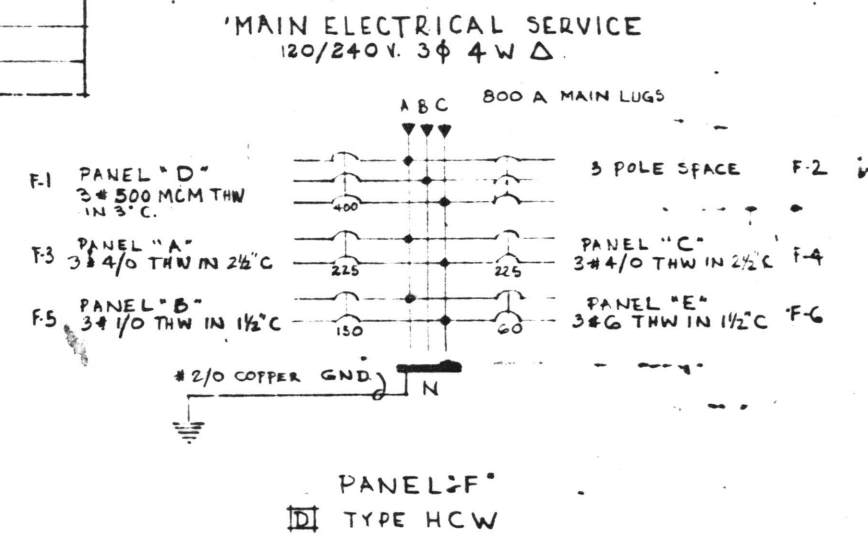 MAIN ELECTRICAL SERVICE
120/240 V. 3ϕ 4W Δ
A B C
800 A MAIN LUGS
F-1
PANEL "D"
3 # 500 MCM THW
IN 3" C.
400
3 POLE SPACE
F-2
F-3
PANEL "A"
3 # 4/0 THW IN 2½" C
225
225
PANEL "C"
3 # 4/0 THW IN 2½" C
F-4
F-5
PANEL "B"
3 # 1/0 THW IN 1½" C
150
60
PANEL "E"
3 # 6 THW IN 1½" C
F-6
# 2/0 COPPER GND.
N
PANEL "F"
D TYPE HCW